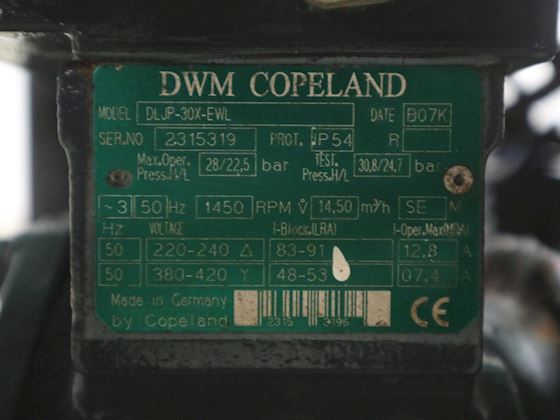 DWM COPELAND
MODEL DLJP-30X-EWL DATE B07K
SER.NO 2315319 PROT. IP54 R
Max.Oper. Press.H/L 28/22,5 bar TEST Press.H/L 30,8/24,7 bar
~3 50 Hz 1450 RPM V 14,50 m³/h SE M
Hz VOLTAGE I-Block.(LRA) I-Oper.Max(MRA)
50 220-240 Δ 83-91 12,8 A
50 380-420 Y 48-53 07,4 A
Made in Germany
by Copeland 2315 3196 CE